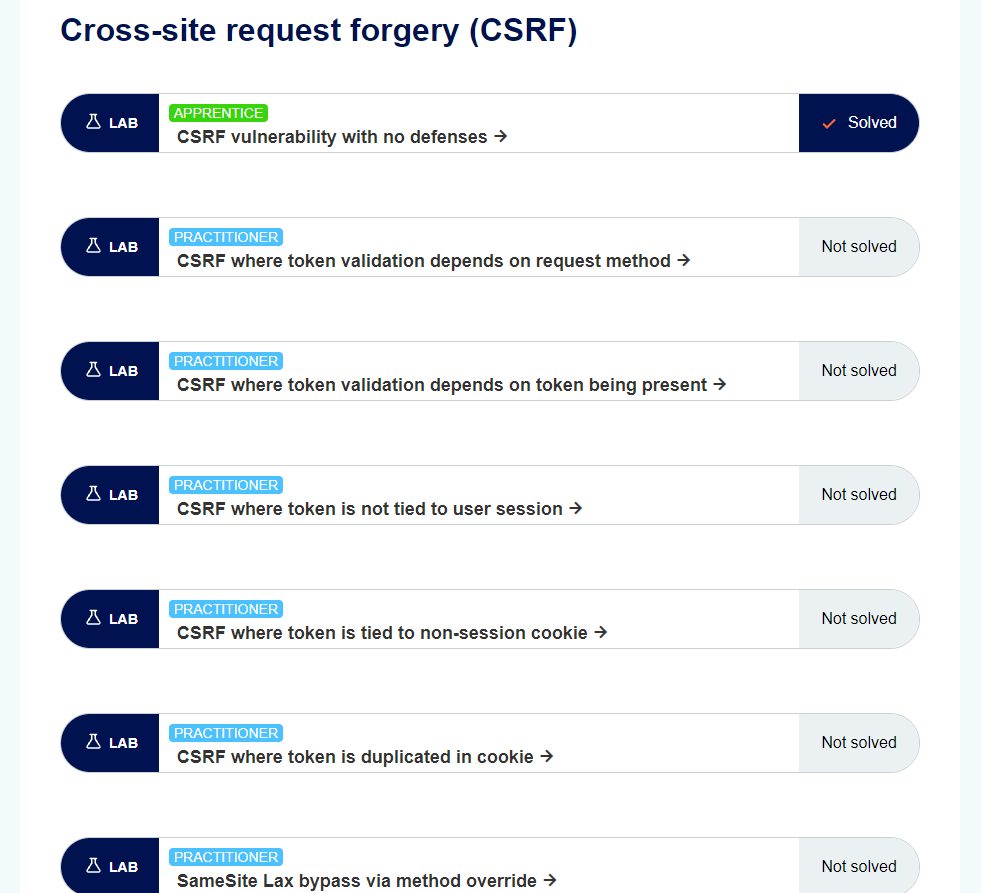 Cross-site request forgery (CSRF)
LAB
APPRENTICE
CSRF vulnerability with no defenses →
Solved
LAB
PRACTITIONER
CSRF where token validation depends on request method →
Not solved
LAB
PRACTITIONER
CSRF where token validation depends on token being present →
Not solved
LAB
PRACTITIONER
CSRF where token is not tied to user session →
Not solved
LAB
PRACTITIONER
CSRF where token is tied to non-session cookie →
Not solved
LAB
PRACTITIONER
CSRF where token is duplicated in cookie →
Not solved
LAB
PRACTITIONER
SameSite Lax bypass via method override →
Not solved